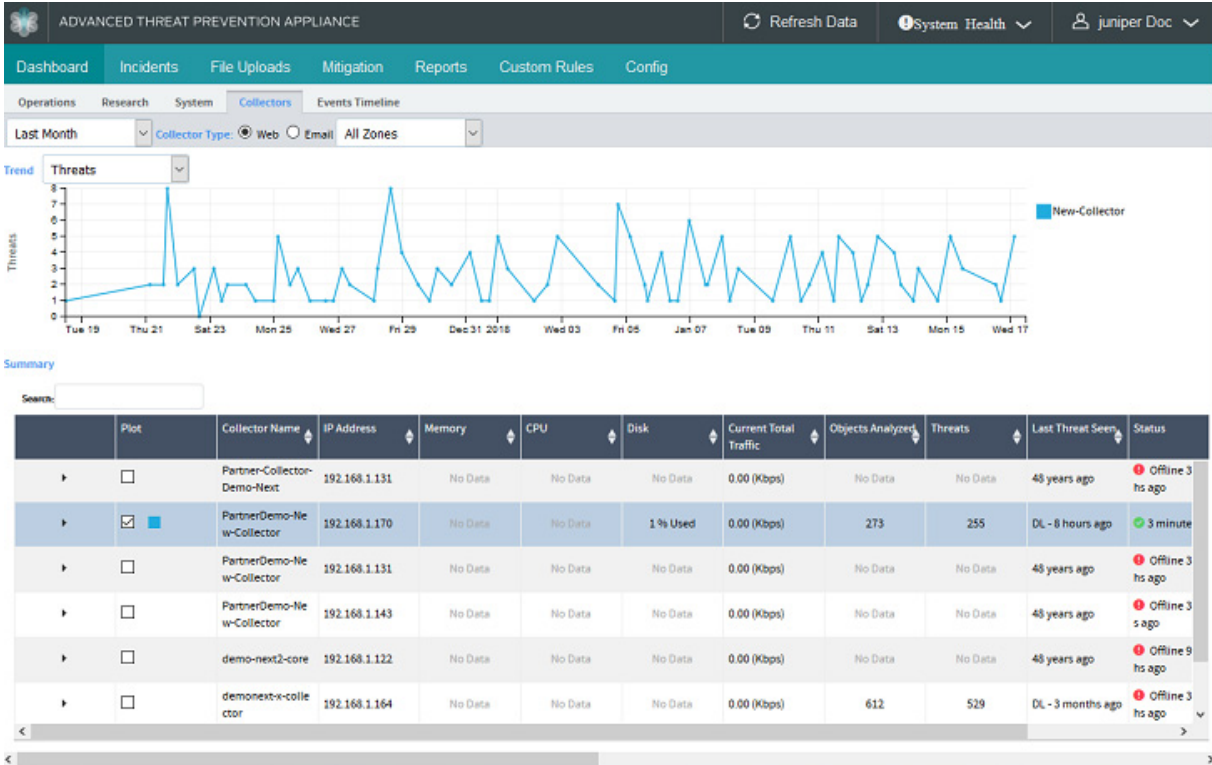 ADVANCED THREAT PREVENTION APPLIANCE Refresh Data System Health juniper Doc
Dashboard Incidents File Uploads Mitigation Reports Custom Rules Config
Operations Research System Collectors Events Timeline
Last Month Collector Type: Web Email All Zones
Trend Threats
8
7
6
5
4
3
2
1
0
Threats
New-Collector
Tue 19 Thu 21 Sat 23 Mon 25 Wed 27 Fri 29 Dec 31 2018 Wed 03 Fri 05 Jan 07 Tue 09 Thu 11 Sat 13 Mon 15 Wed 17
Summary
Search:
Plot Collector Name IP Address Memory CPU Disk Current Total Objects Analyzed Threats Last Threat Seen Status
Traffic
Partner-Collector- 192.168.1.131 No Data No Data No Data 0.00 (Kbps) No Data No Data 48 years ago Offline 3
Demo-Next hs ago
PartnerDemo-Ne 192.168.1.170 No Data No Data 1 % Used 0.00 (Kbps) 273 255 DL - 8 hours ago 3 minute
w-Collector
PartnerDemo-Ne 192.168.1.131 No Data No Data No Data 0.00 (Kbps) No Data No Data 48 years ago Offline 3
w-Collector hs ago
PartnerDemo-Ne 192.168.1.143 No Data No Data No Data 0.00 (Kbps) No Data No Data 48 years ago Offline 3
w-Collector s ago
demo-next2-core 192.168.1.122 No Data No Data No Data 0.00 (Kbps) No Data No Data 48 years ago Offline 9
hs ago
demonext-x-colle 192.168.1.164 No Data No Data No Data 0.00 (Kbps) 612 529 DL - 3 months ago Offline 3
ctor hs ago